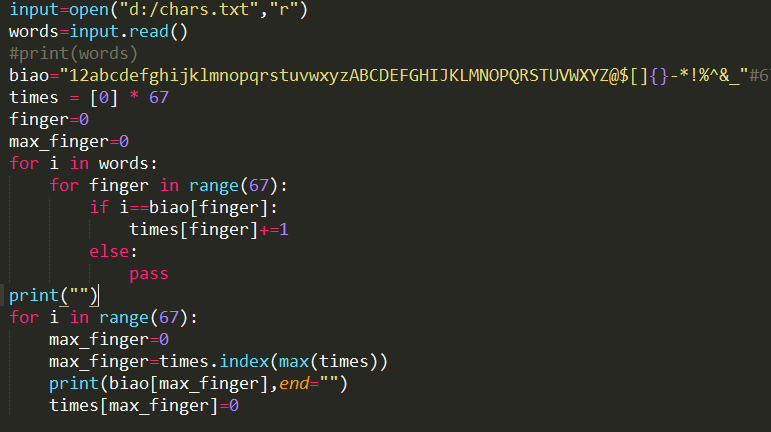 input=open("d:/chars.txt","r")
words=input.read()
#print(words)
biao="12abcdefghijklmnopqrstuvwxyzABCDEFGHIJKLMNOPQRSTUVWXYZ@$[]{}-*!%^&_"#6
times = [0] * 67
finger=0
max_finger=0
for i in words:
    for finger in range(67):
        if i==biao[finger]:
            times[finger]+=1
        else:
            pass
print("")
for i in range(67):
    max_finger=0
    max_finger=times.index(max(times))
    print(biao[max_finger],end="")
    times[max_finger]=0